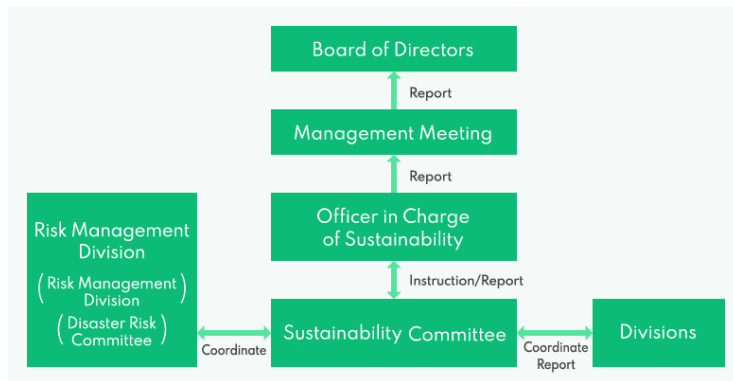 Board of Directors
Report
Management Meeting
Report
Officer in Charge
of Sustainability
Instruction/Report
Risk Management
Division
(Risk Management
Division)
(Disaster Risk
Committee)
Coordinate
Sustainability Committee
Coordinate
Report
Divisions